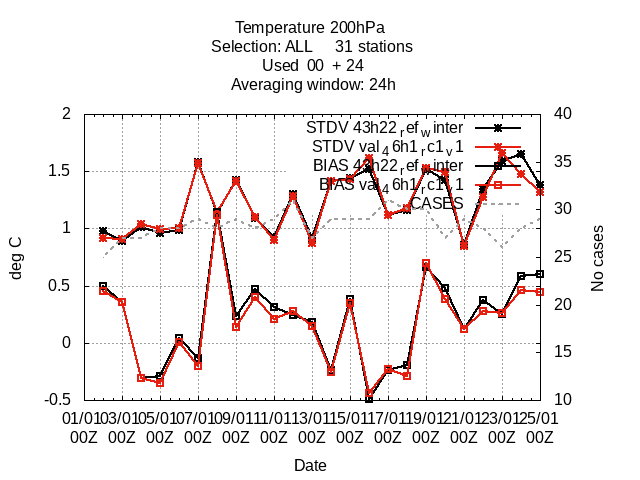 Temperature 200hPa
Selection: ALL     31 stations
Used  00  + 24
Averaging window: 24h
2 40
STDV 43h22ref_winter
STDV val_46h1_rc1_v1
BIAS 43h22ref_winter
BIAS val_46h1_rc1_v1
CASES
1.5 35
1 30
25
0.5 20
0 15
-0.5 10
deg C
No cases
01/01 03/01 05/01 07/01 09/01 11/01 13/01 15/01 17/01 19/01 21/01 23/01 25/01
00Z 00Z 00Z 00Z 00Z 00Z 00Z 00Z 00Z 00Z 00Z 00Z 00Z
Date